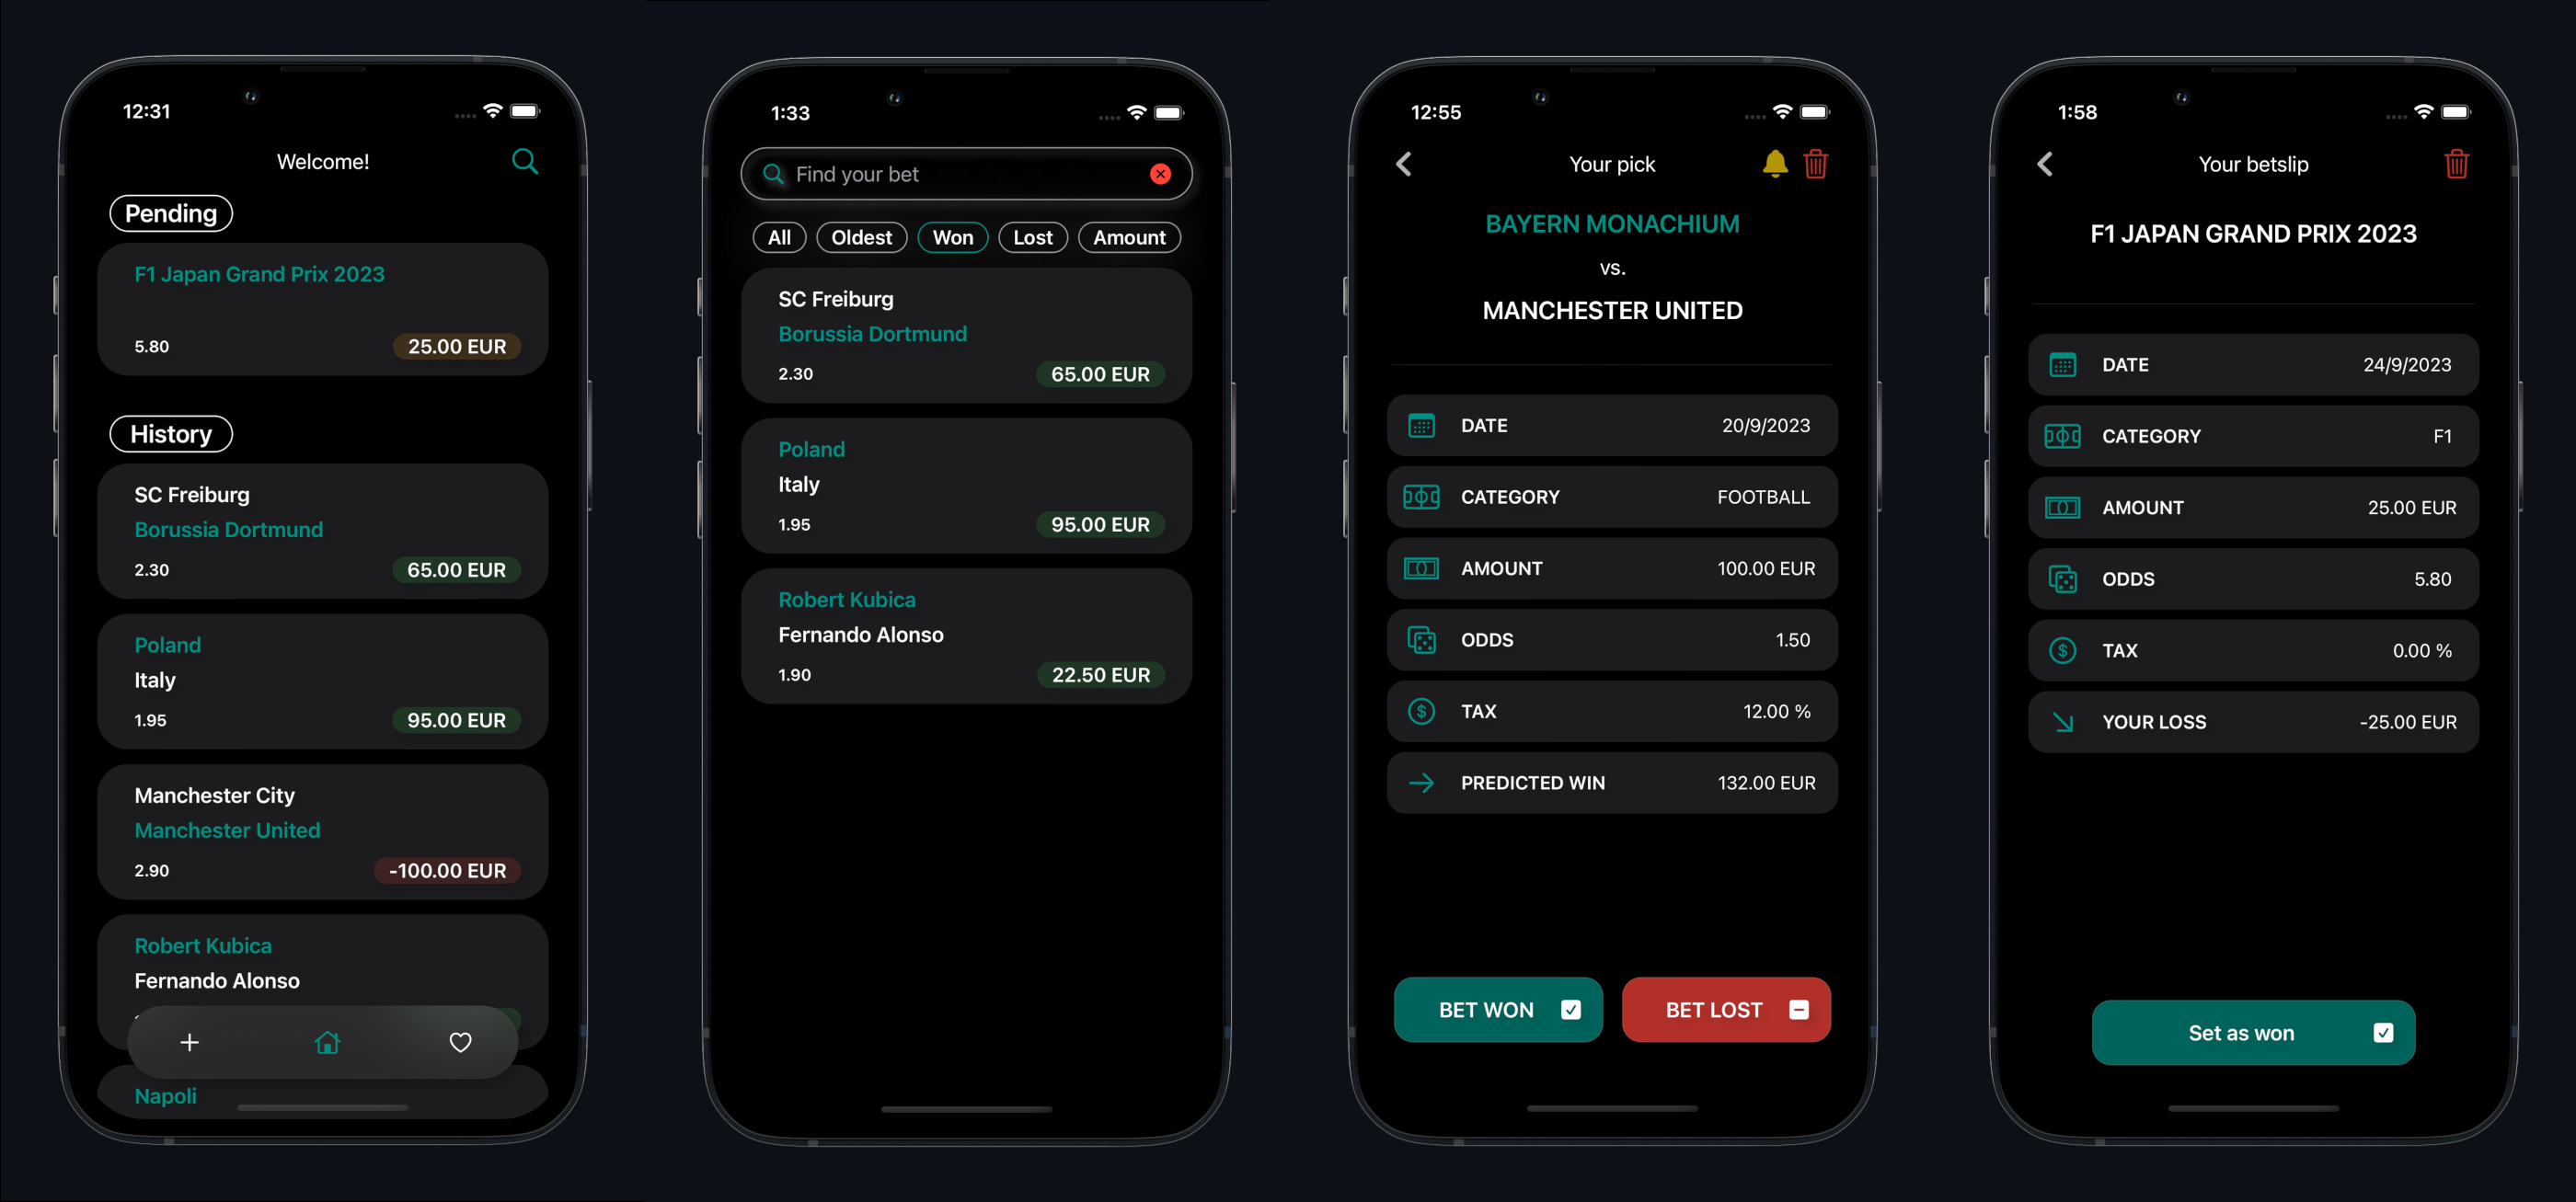 12:31
Welcome!
Pending
F1 Japan Grand Prix 2023
5.80 25.00 EUR
History
SC Freiburg
Borussia Dortmund
2.30 65.00 EUR
Poland
Italy
1.95 95.00 EUR
Manchester City
Manchester United
2.90 -100.00 EUR
Robert Kubica
Fernando Alonso
Napoli
1:33
Find your bet
All Oldest Won Lost Amount
SC Freiburg
Borussia Dortmund
2.30 65.00 EUR
Poland
Italy
1.95 95.00 EUR
Robert Kubica
Fernando Alonso
1.90 22.50 EUR
12:55
Your pick
BAYERN MONACHIUM
vs.
MANCHESTER UNITED
DATE 20/9/2023
CATEGORY FOOTBALL
AMOUNT 100.00 EUR
ODDS 1.50
TAX 12.00 %
PREDICTED WIN 132.00 EUR
BET WON BET LOST
1:58
Your betslip
F1 JAPAN GRAND PRIX 2023
DATE 24/9/2023
CATEGORY F1
AMOUNT 25.00 EUR
ODDS 5.80
TAX 0.00 %
YOUR LOSS -25.00 EUR
Set as won